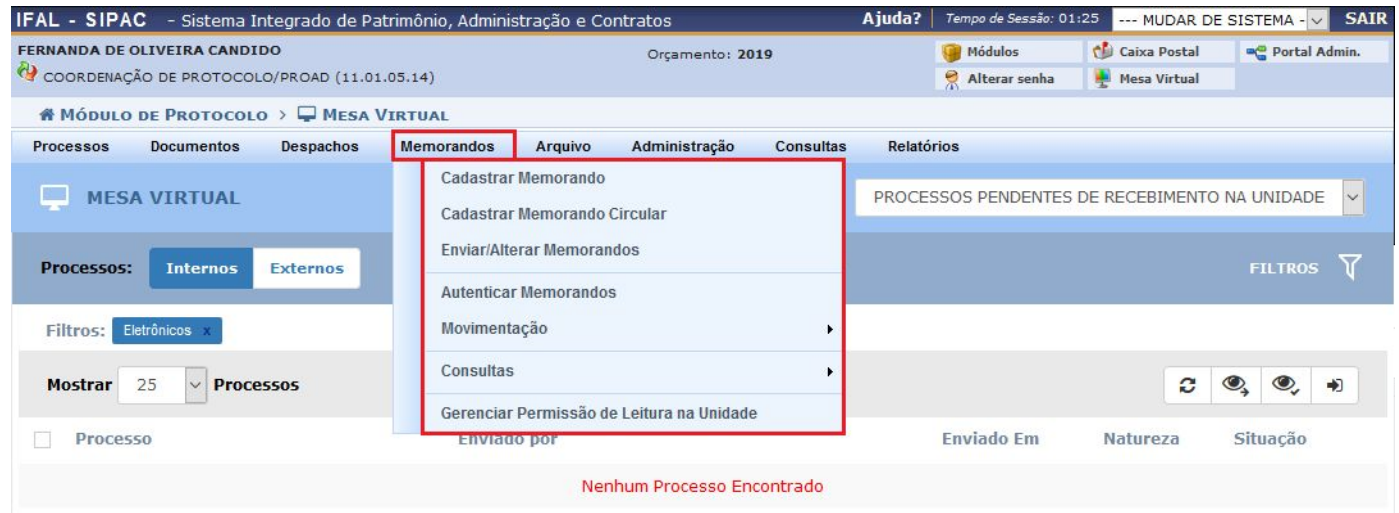 IFAL - SIPAC - Sistema Integrado de Patrimônio, Administração e Contratos Ajuda? Tempo de Sessão: 01:25 --- MUDAR DE SISTEMA - SAIR
FERNANDA DE OLIVEIRA CANDIDO Orçamento: 2019 Módulos Caixa Postal Portal Admin.
COORDENAÇÃO DE PROTOCOLO/PROAD (11.01.05.14) Alterar senha Mesa Virtual
MÓDULO DE PROTOCOLO > MESA VIRTUAL
Processos Documentos Despachos Memorandos Arquivo Administração Consultas Relatórios
Cadastrar Memorando
MESA VIRTUAL PROCESSOS PENDENTES DE RECEBIMENTO NA UNIDADE
Cadastrar Memorando Circular
Enviar/Alterar Memorandos
Processos: Internos Externos FILTROS
Autenticar Memorandos
Filtros: Eletrônicos x Movimentação
Consultas
Mostrar 25 Processos
Gerenciar Permissão de Leitura na Unidade
Processo Enviado por Enviado Em Natureza Situação
Nenhum Processo Encontrado